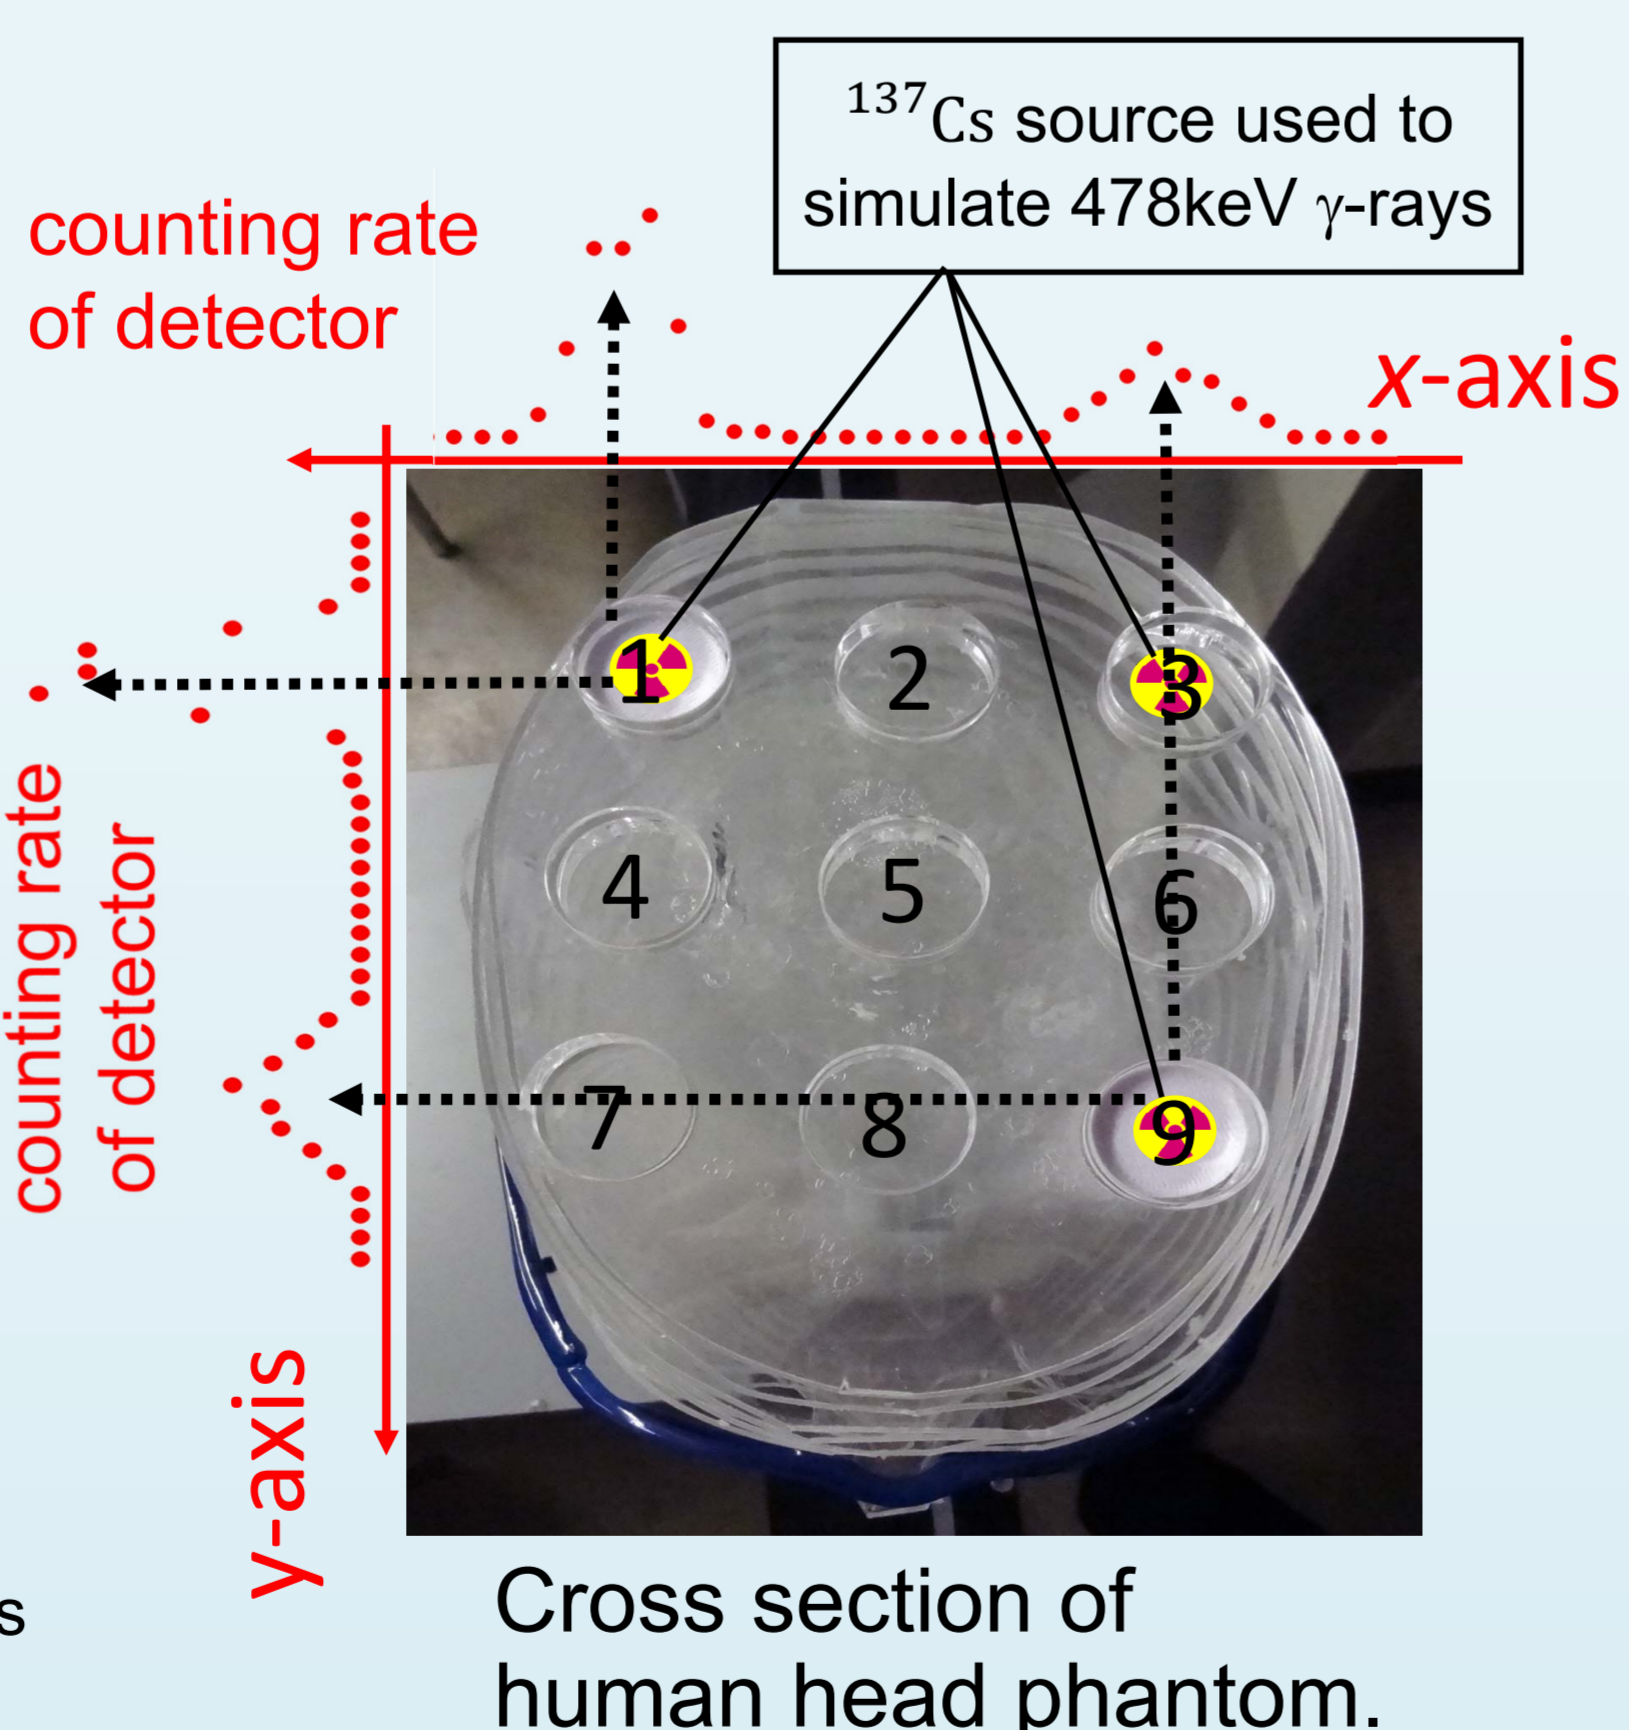 ¹³⁷Cs source used to
simulate 478keV γ-rays
counting rate
of detector
x-axis
1
2
3
4
5
6
7
8
9
counting rate
of detector
y-axis
s
Cross section of
human head phantom.